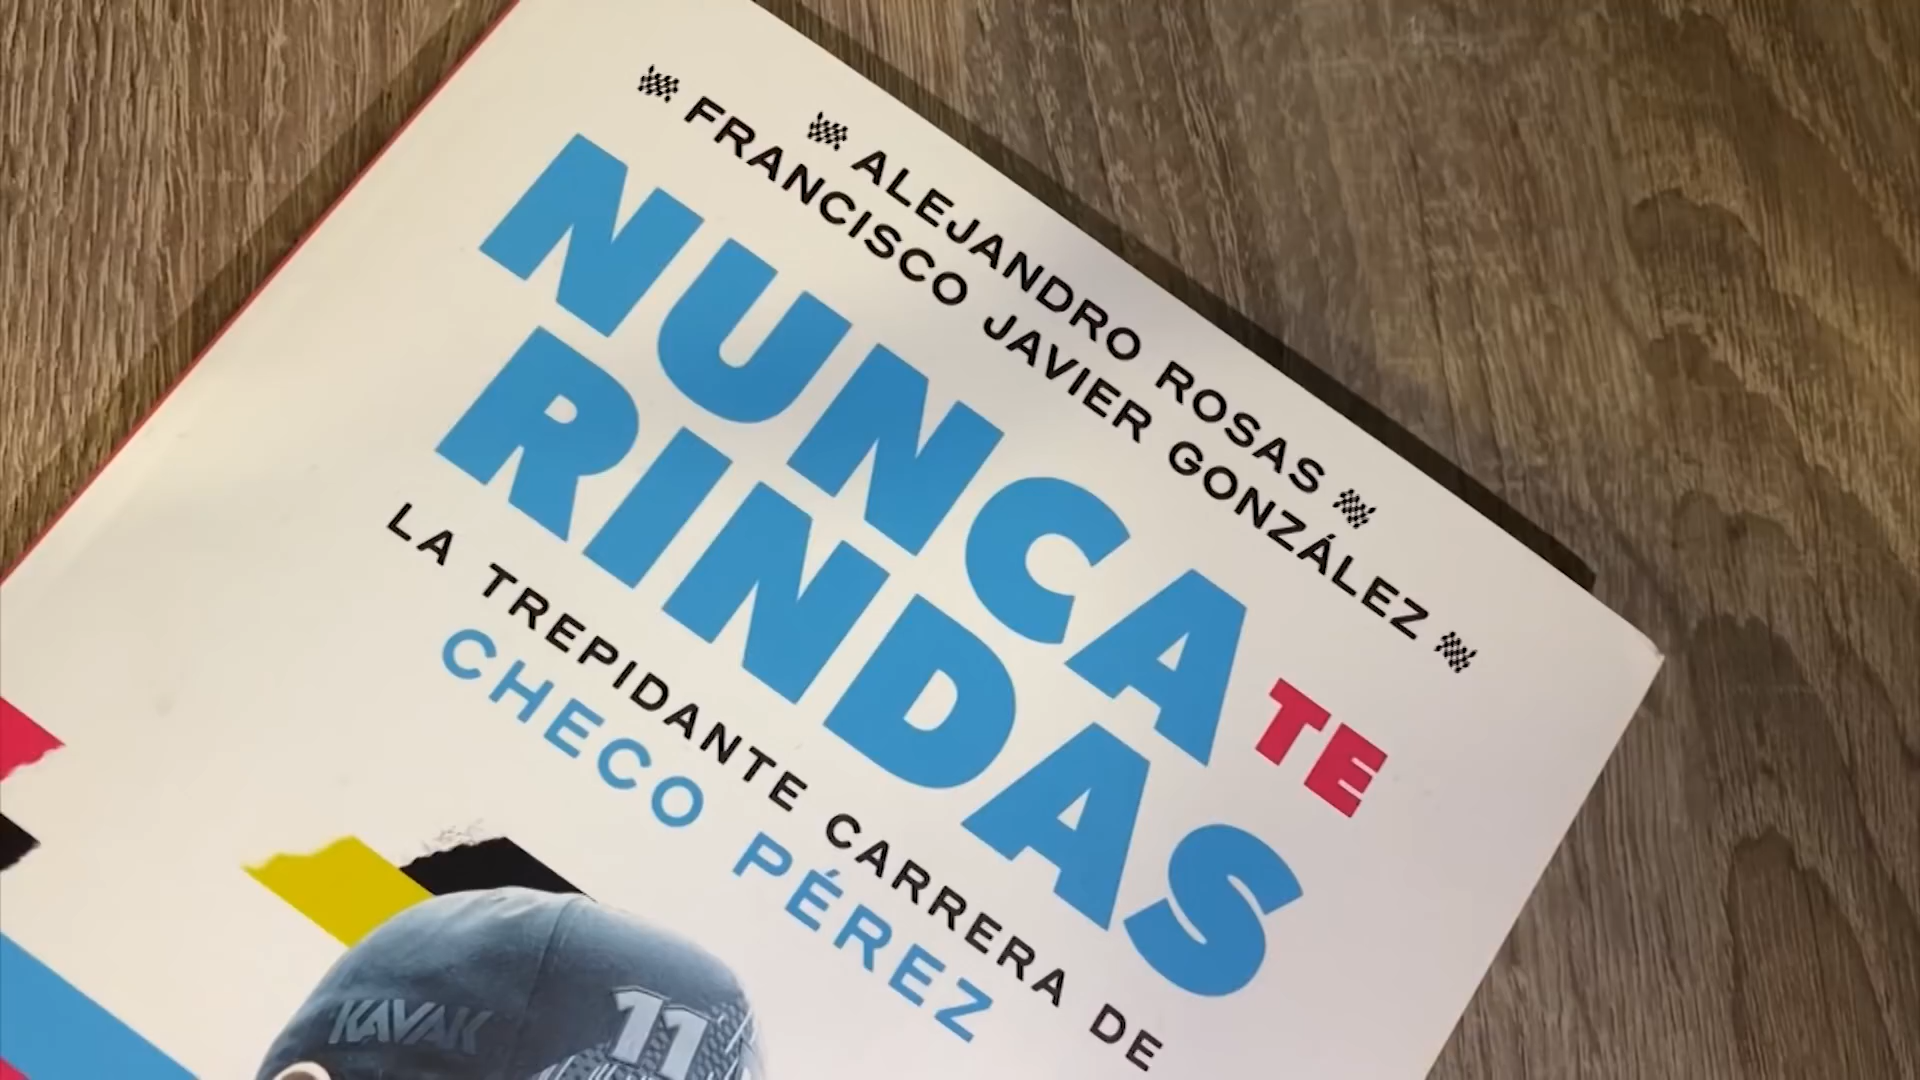 ALEJANDRO ROSAS
FRANCISCO JAVIER GONZÁLEZ
NUNCA TE
RINDAS
LA TREPIDANTE CARRERA DE
CHECO PÉREZ
KAVAK
11